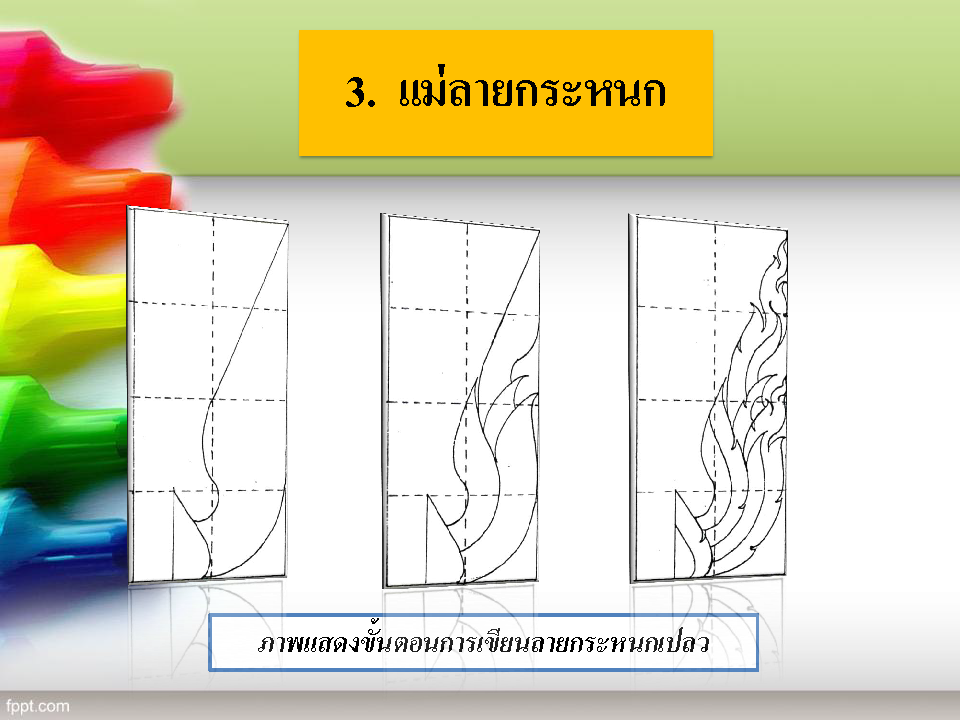 3. แม่ลายกระหนก
ภาพแสดงขั้นตอนการเขียนลายกระหนกเปลว
fppt.com